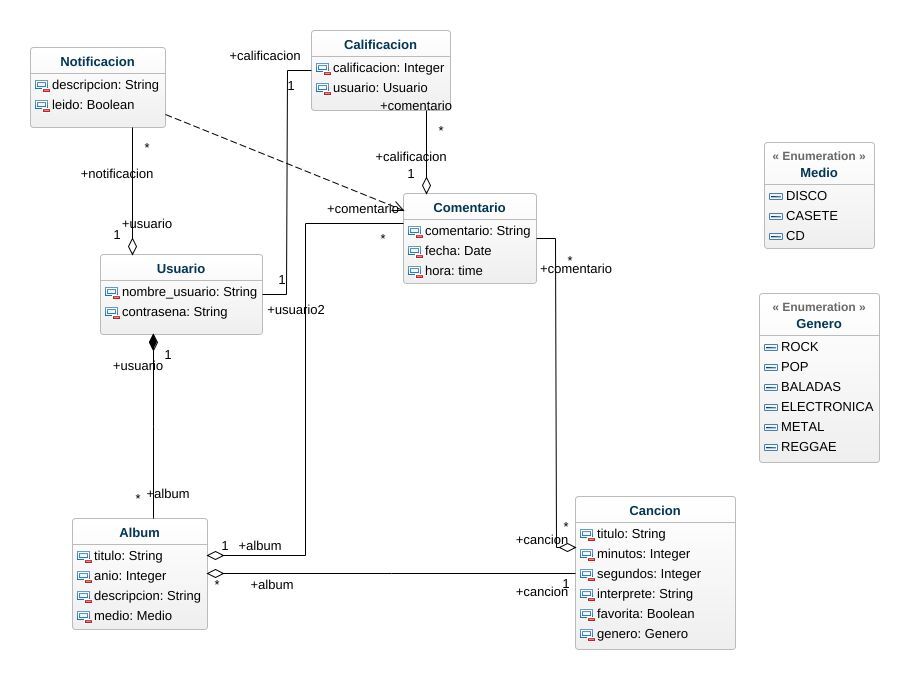 Notificacion
descripcion: String
leido: Boolean
+calificacion
1
Calificacion
calificacion: Integer
usuario: Usuario
+comentario
*
+calificacion
1
*
+notificacion
+usuario
1
Usuario
nombre_usuario: String
contrasena: String
1
+usuario2
+comentario
*
Comentario
comentario: String
fecha: Date
hora: time
*
+comentario
« Enumeration »
Medio
DISCO
CASETE
CD
« Enumeration »
Genero
ROCK
POP
BALADAS
ELECTRONICA
METAL
REGGAE
1
+usuario
* +album
Album
titulo: String
anio: Integer
descripcion: String
medio: Medio
1 +album
*
+album
*
+cancion
1
+cancion
Cancion
titulo: String
minutos: Integer
segundos: Integer
interprete: String
favorita: Boolean
genero: Genero